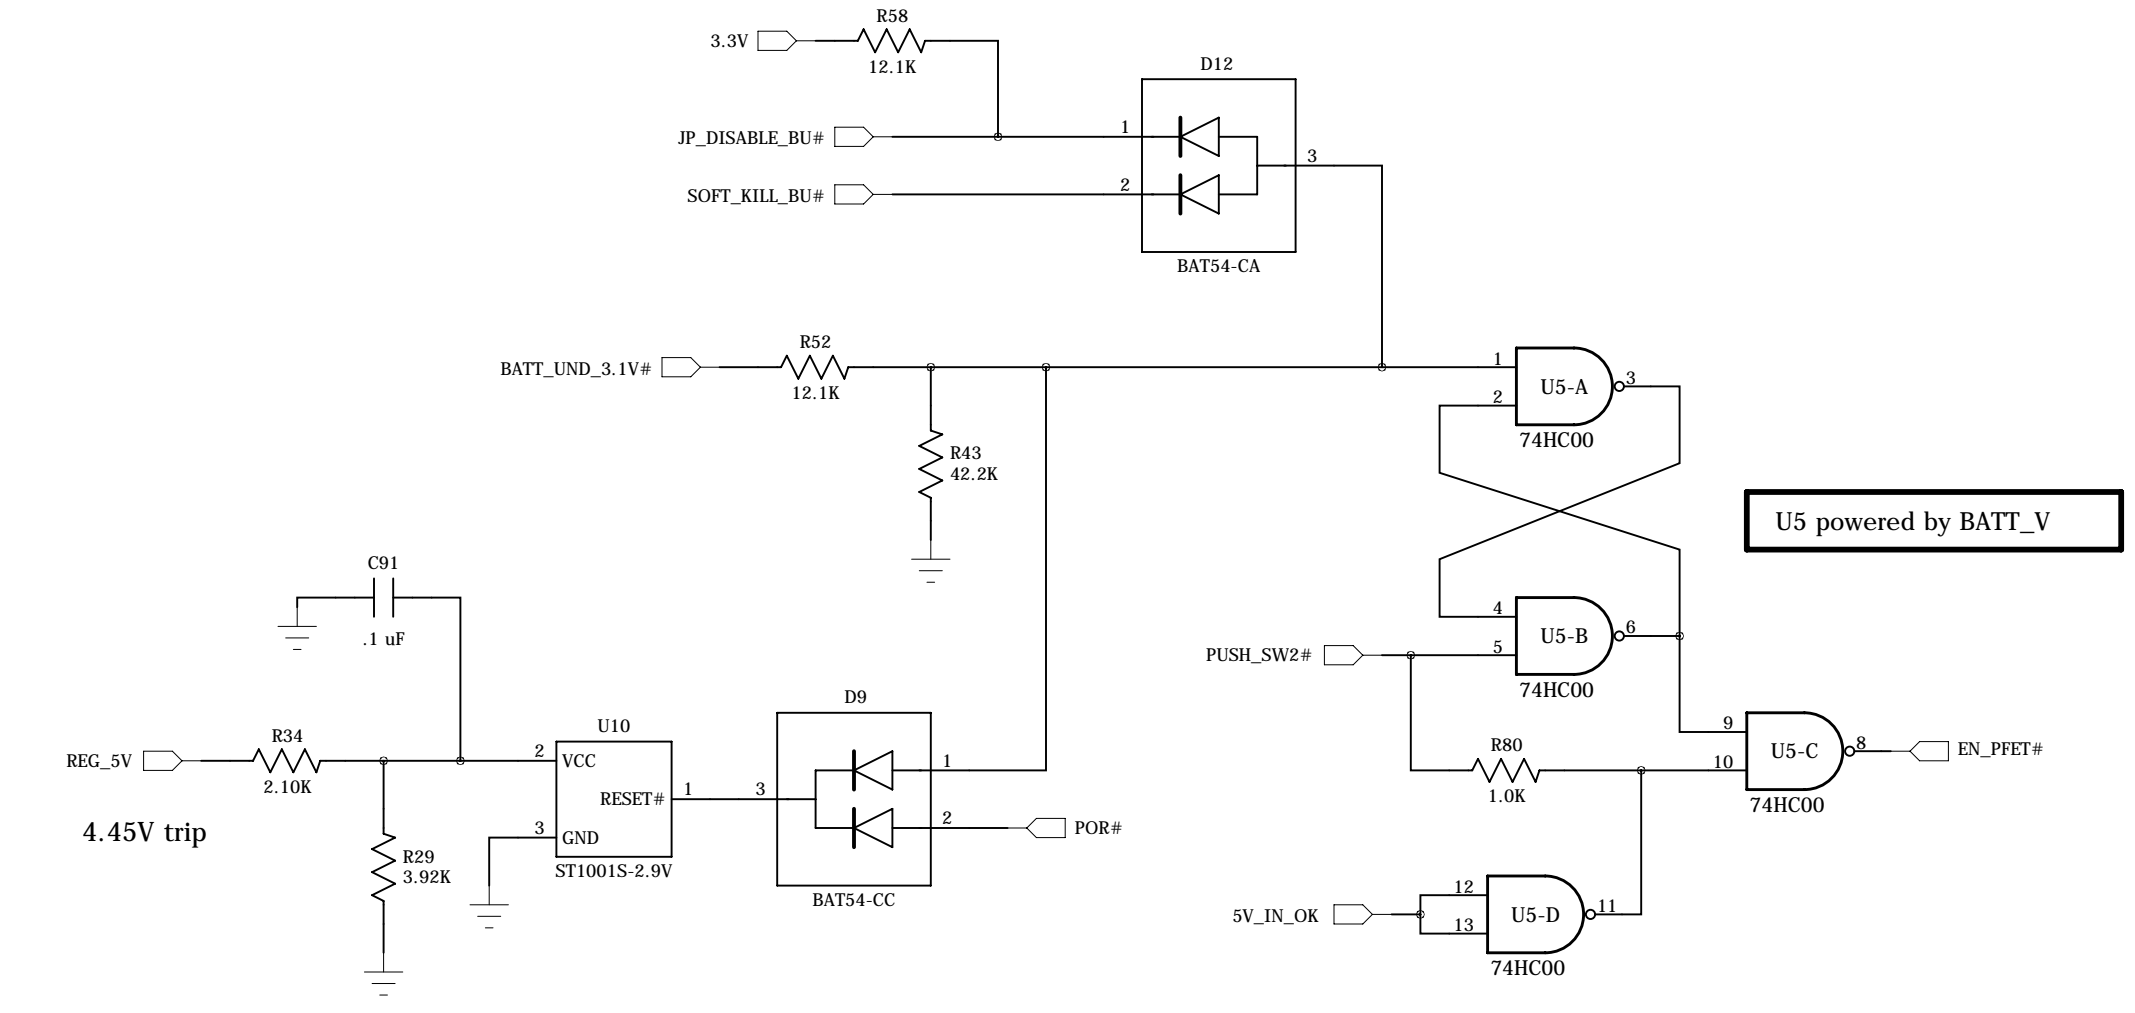 R58
3.3V
12.1K
D12
JP_DISABLE_BU#
1
3
SOFT_KILL_BU#
2
BAT54-CA
R52
BATT_UND_3.1V#
12.1K
1
U5-A
3
2
74HC00
R43
42.2K
U5 powered by BATT_V
C91
.1 uF
4
U5-B
6
PUSH_SW2#
5
74HC00
D9
U10
R34
REG_5V
2.10K
2
VCC
RESET#
1
3
3
GND
ST1001S-2.9V
1
2
POR#
BAT54-CC
4.45V trip
R29
3.92K
9
U5-C
8
EN_PFET#
10
74HC00
R80
1.0K
12
5V_IN_OK
U5-D
11
13
74HC00